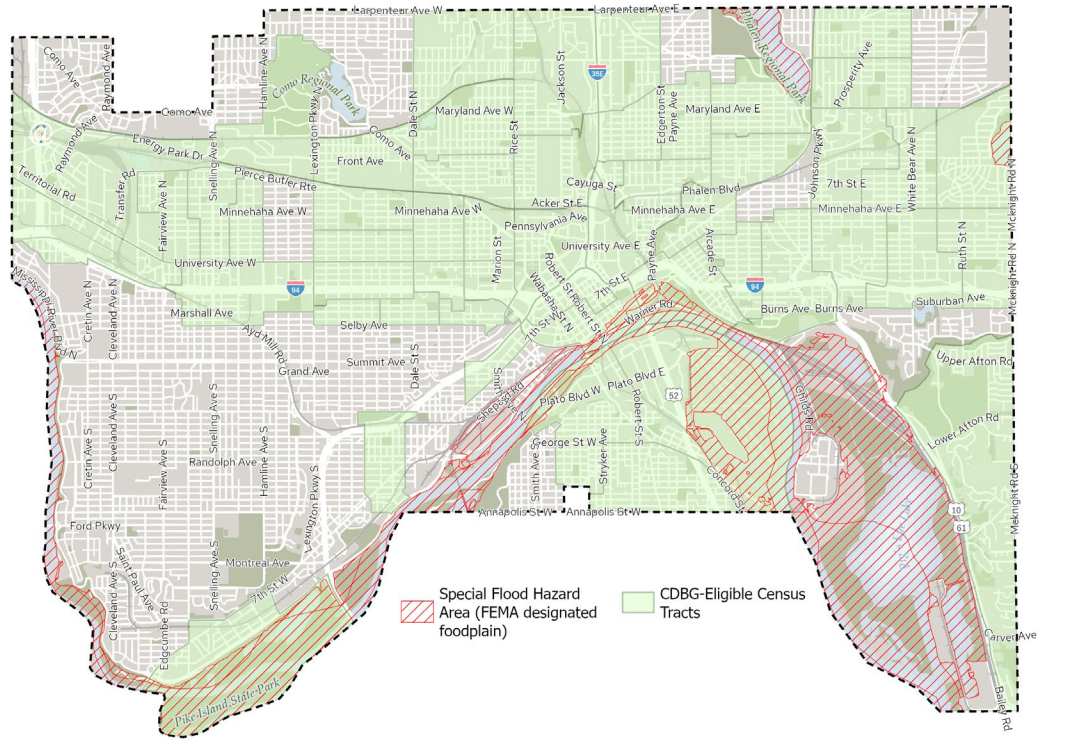 Larpenteur Ave W
Larpenteur Ave E
Como Ave
Raymond Ave
Hamline Ave N
Como Regional Park
Phalen Regional Park
Prosperity Ave
Jackson St
35E
Edgerton St
Payne Ave
Maryland Ave W
Maryland Ave E
Como Ave
Raymond Ave
Snelling Ave N
Lexington Pkwy N
Como Ave
Dale St N
Rice St
Energy Park Dr
Front Ave
Johnson Pkwy
White Bear Ave N
Mcknight Rd N
Territorial Rd
Transfer Rd
Pierce Butler Rte
Cayuga St
Phalen Blvd
7th St E
Fairview Ave N
Minnehaha Ave W
Minnehaha Ave W
Acker St E
Minnehaha Ave E
Minnehaha Ave E
Pennsylvania Ave
Marion St
University Ave E
Payne Ave
Arcade St
Ruth St N
Mcknight Rd N
University Ave W
Robert St N
Wabasha St N
7th St E
Mississippi River Blvd N
Cretin Ave N
Cleveland Ave N
94
94
Marshall Ave
Ayd Mill Rd
Selby Ave
7th St W
Robert St N
Warner Rd
Burns Ave
Burns Ave
Suburban Ave
Summit Ave
Grand Ave
Dale St S
Smith Ave N
Shepard Rd
Plato Blvd W
Plato Blvd E
52
Childs Rd
Upper Afton Rd
Cretin Ave S
Cleveland Ave S
Fairview Ave S
Snelling Ave S
Hamline Ave S
Randolph Ave
Lexington Pkwy S
George St W
Smith Ave S
Stryker Ave
Robert St S
Concord St
Lower Afton Rd
Mcknight Rd S
Ford Pkwy
Annapolis St W
Annapolis St W
10
61
Saint Paul Ave
Cleveland Ave S
Edgcumbe Rd
Snelling Ave S
Montreal Ave
7th St W
Pike Island State Park
Carver Ave
Bailey Rd
Special Flood Hazard
Area (FEMA designated
foodplain)
CDBG-Eligible Census
Tracts